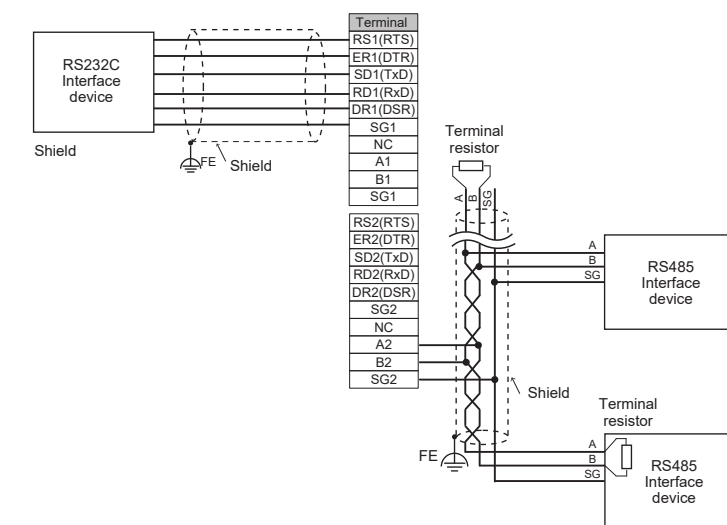 Terminal
RS1(RTS)
ER1(DTR)
SD1(TxD)
RD1(RxD)
DR1(DSR)
SG1
NC
A1
B1
SG1
RS232C
Interface
device
Shield
FE
Shield
Terminal
resistor
A
B
SG
RS2(RTS)
ER2(DTR)
SD2(TxD)
RD2(RxD)
DR2(DSR)
SG2
NC
A2
B2
SG2
A
B
SG
RS485
Interface
device
Shield
FE
Terminal
resistor
A
B
SG
RS485
Interface
device